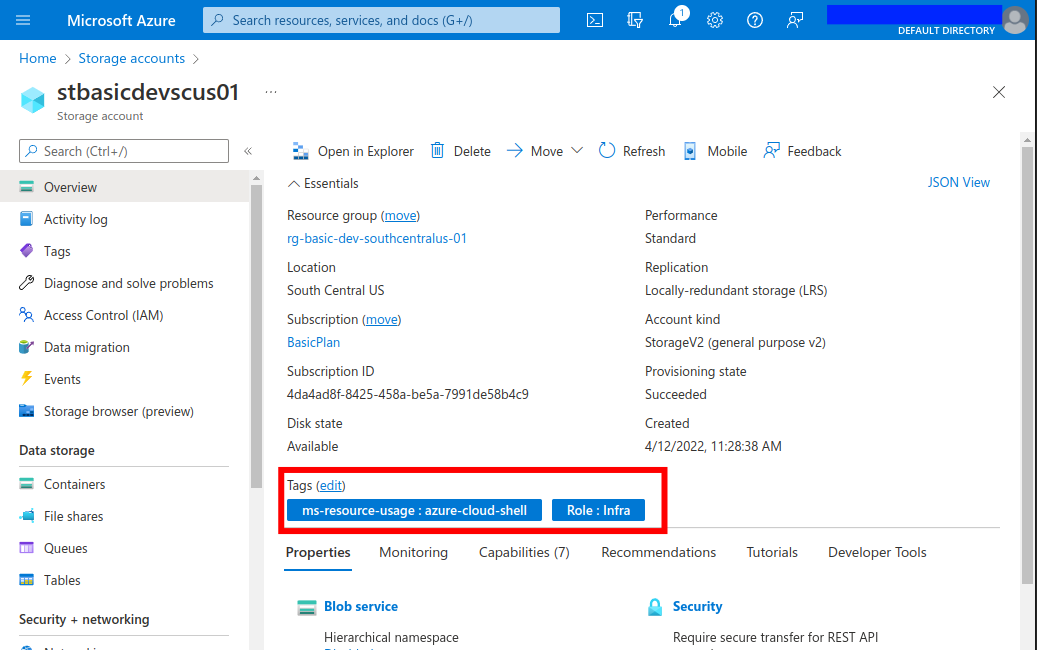 Microsoft Azure
Search resources, services, and docs (G+/)
1
DEFAULT DIRECTORY
Home > Storage accounts >
stbasicdevscus01 ...
Storage account
Search (Ctrl+/)
«
Overview
Activity log
Tags
Diagnose and solve problems
Access Control (IAM)
Data migration
Events
Storage browser (preview)
Data storage
Containers
File shares
Queues
Tables
Security + networking
Open in Explorer Delete Move Refresh Mobile Feedback
Essentials
JSON View
Resource group (move)
rg-basic-dev-southcentralus-01
Location
South Central US
Subscription (move)
BasicPlan
Subscription ID
4da4ad8f-8425-458a-be5a-7991de58b4c9
Disk state
Available
Performance
Standard
Replication
Locally-redundant storage (LRS)
Account kind
StorageV2 (general purpose v2)
Provisioning state
Succeeded
Created
4/12/2022, 11:28:38 AM
Tags (edit)
ms-resource-usage : azure-cloud-shell Role : Infra
Properties Monitoring Capabilities (7) Recommendations Tutorials Developer Tools
Blob service
Hierarchical namespace
Security
Require secure transfer for REST API